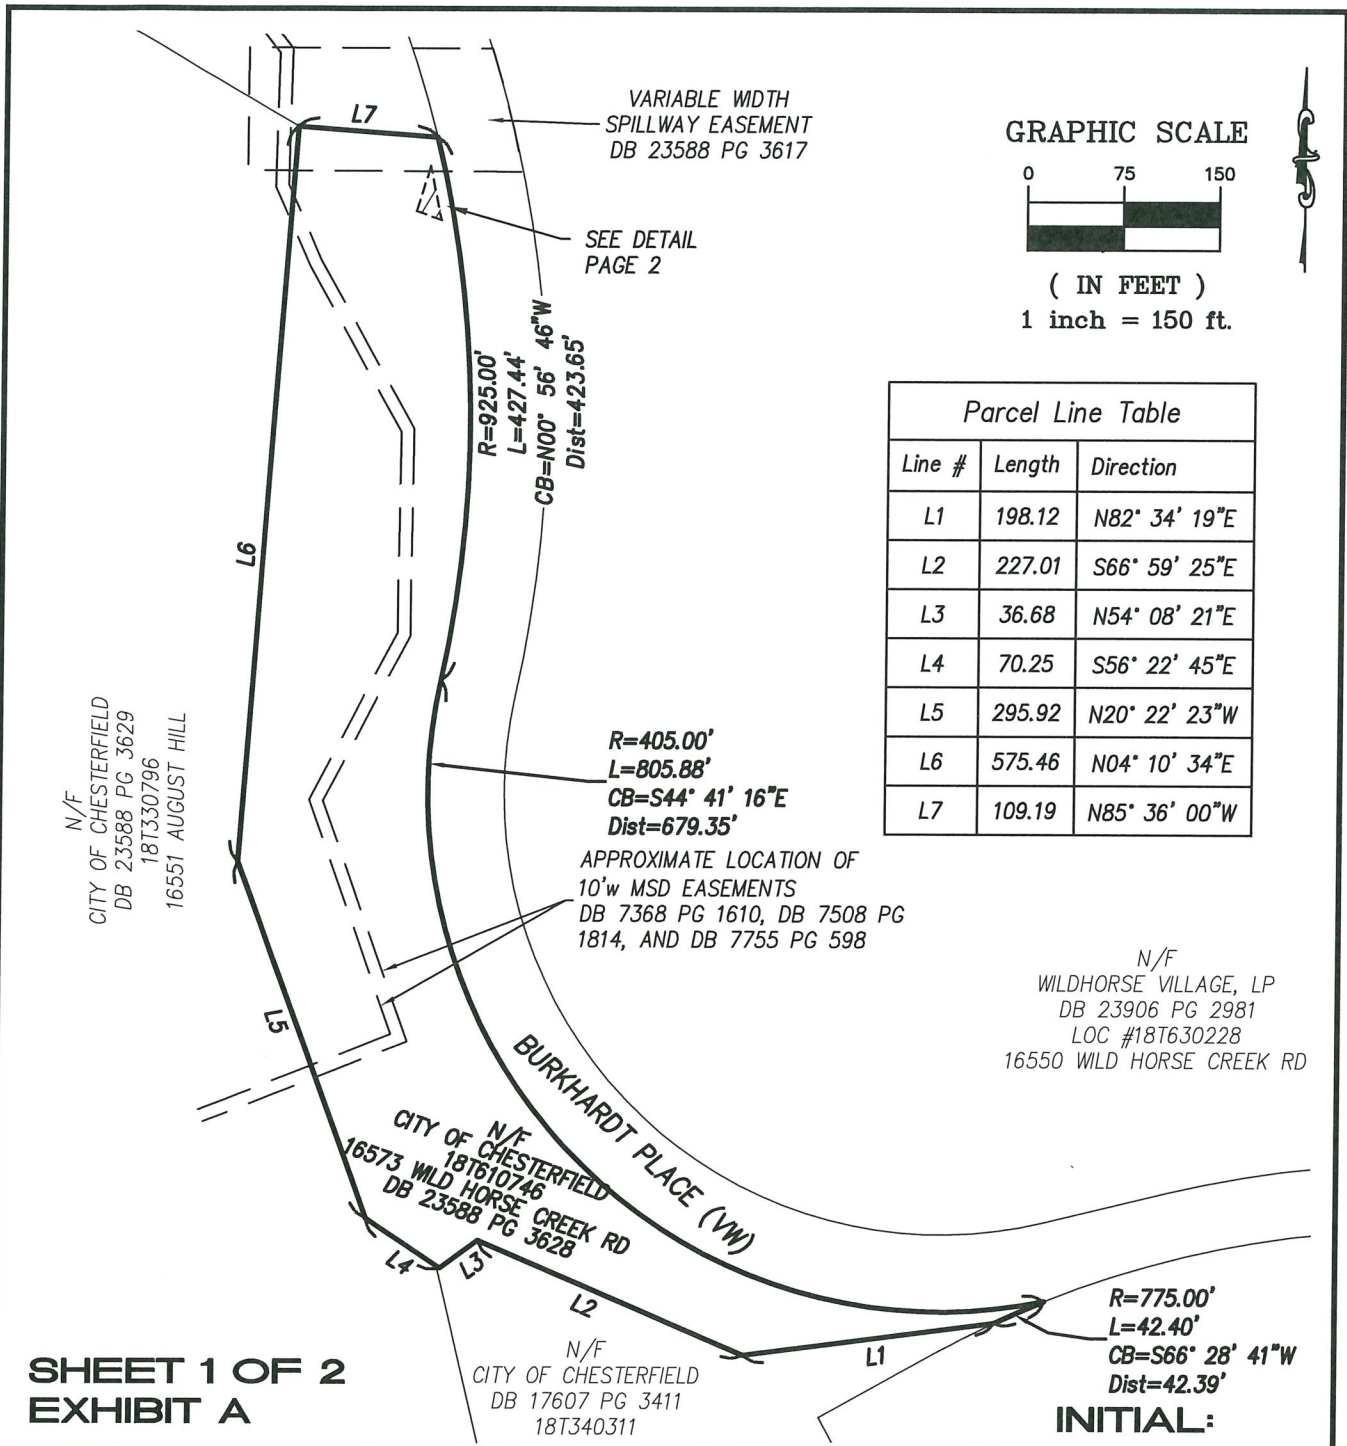 L7
VARIABLE WIDTH
SPILLWAY EASEMENT
DB 23588 PG 3617
GRAPHIC SCALE
0 75 150
( IN FEET )
1 inch = 150 ft.
SEE DETAIL
PAGE 2
R=925.00'
L=427.44'
CB=N00° 56' 46"W
Dist=423.65'
Parcel Line Table
Line # Length Direction
L1 198.12 N82° 34' 19"E
L2 227.01 S66° 59' 25"E
L3 36.68 N54° 08' 21"E
L4 70.25 S56° 22' 45"E
L5 295.92 N20° 22' 23"W
L6 575.46 N04° 10' 34"E
L7 109.19 N85° 36' 00"W
L6
N/F
CITY OF CHESTERFIELD
DB 23588 PG 3629
18T330796
16551 AUGUST HILL
R=405.00'
L=805.88'
CB=S44° 41' 16"E
Dist=679.35'
APPROXIMATE LOCATION OF
10'w MSD EASEMENTS
DB 7368 PG 1610, DB 7508 PG
1814, AND DB 7755 PG 598
N/F
WILDHORSE VILLAGE, LP
DB 23906 PG 2981
LOC #18T630228
16550 WILD HORSE CREEK RD
L5
BURKHARDT PLACE (VW)
N/F
CITY OF CHESTERFIELD
18T610746
16573 WILD HORSE CREEK RD
DB 23588 PG 3628
L4
L3
L2
L1
R=775.00'
L=42.40'
CB=S66° 28' 41"W
Dist=42.39'
N/F
CITY OF CHESTERFIELD
DB 17607 PG 3411
18T340311
SHEET 1 OF 2
EXHIBIT A
INITIAL: